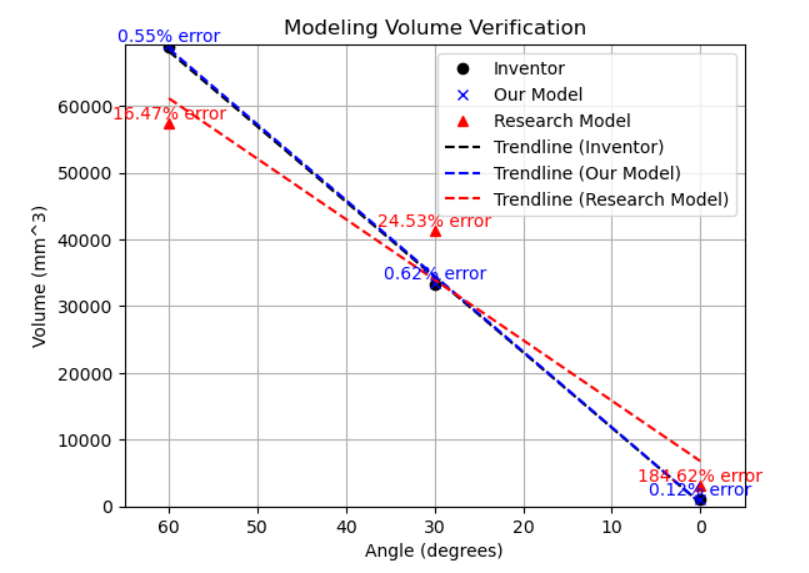 Modeling Volume Verification
0.55% error
16.47% error
24.53% error
0.62% error
184.62% error
0.12% error
Inventor
Our Model
Research Model
Trendline (Inventor)
Trendline (Our Model)
Trendline (Research Model)
Volume (mm^3)
60000
50000
40000
30000
20000
10000
0
60
50
40
30
20
10
0
Angle (degrees)